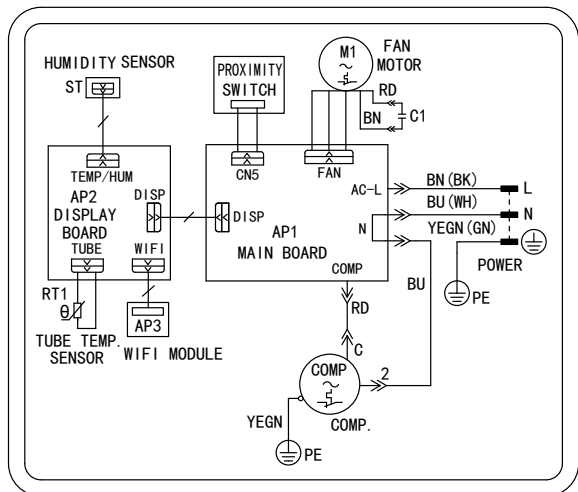 HUMIDITY SENSOR
ST
PROXIMITY
SWITCH
M1
FAN
MOTOR
RD
BN
C1
TEMP/HUM
AP2
DISPLAY
BOARD
DISP
TUBE
WIFI
RT1
θ
TUBE TEMP.
SENSOR
AP3
WIFI MODULE
CN5
FAN
DISP
AP1
MAIN BOARD
AC-L
N
COMP
BN(BK)
L
BU(WH)
N
YEGN(GN)
POWER
PE
BU
RD
C
COMP
2
COMP.
YEGN
PE